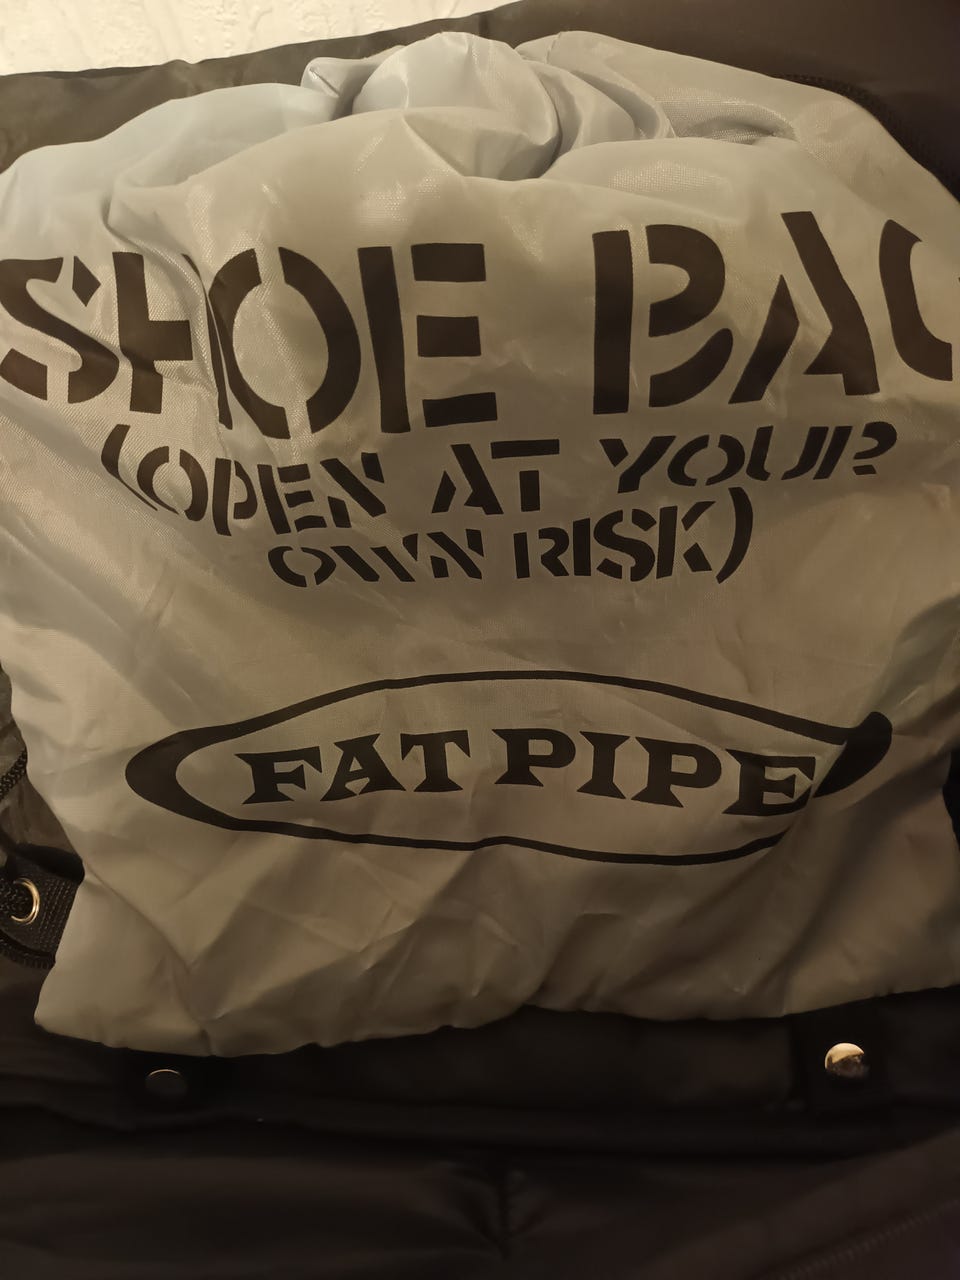 SHOE BAG
(OPEN AT YOUR
OWN RISK)
FAT PIPE